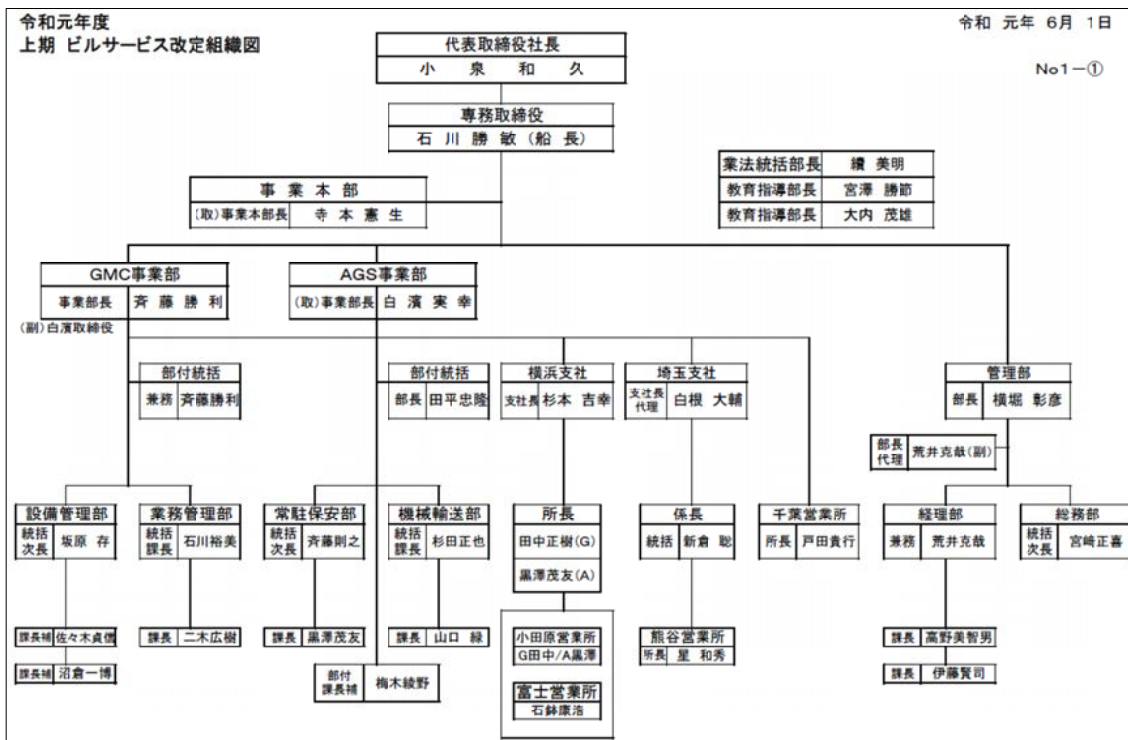 令和元年度
上期 ビルサービス改定組織図
令和 元年 6月 1日
No1-①
代表取締役社長
小 泉 和 久
専務取締役
石 川 勝 敏 (船 長)
業法統括部長 續 美明
教育指導部長 宮澤 勝節
教育指導部長 大内 茂雄
事 業 本 部
(取)事業本部長 寺 本 憲 生
GMC事業部
事業部長 斉 藤 勝 利
(副)白濱取締役
AGS事業部
(取)事業部長 白 濱 実 幸
部付統括
兼務 斉藤勝利
部付統括
部長 田平忠隆
横浜支社
支社長 杉本 吉幸
埼玉支社
支社長代理 白根 大輔
管理部
部長 横堀 彰彦
部長代理 荒井克哉(副)
設備管理部
統括次長 坂原 存
業務管理部
統括課長 石川裕美
常駐保安部
統括次長 斉藤則之
機械輸送部
統括課長 杉田正也
所長
田中正樹(G)
黒澤茂友(A)
係長
統括 新倉 聡
千葉営業所
所長 戸田貴行
経理部
兼務 荒井克哉
総務部
統括次長 宮﨑正喜
課長補 佐々木貞信
課長補 沼倉一博
課長 二木広樹
課長 黒澤茂友
課長 山口 緑
部付課長補 梅木綾野
小田原営業所
G田中/A黒澤
富士営業所
石鉢康浩
熊谷営業所
所長 星 和秀
課長 高野美智男
課長 伊藤賢司